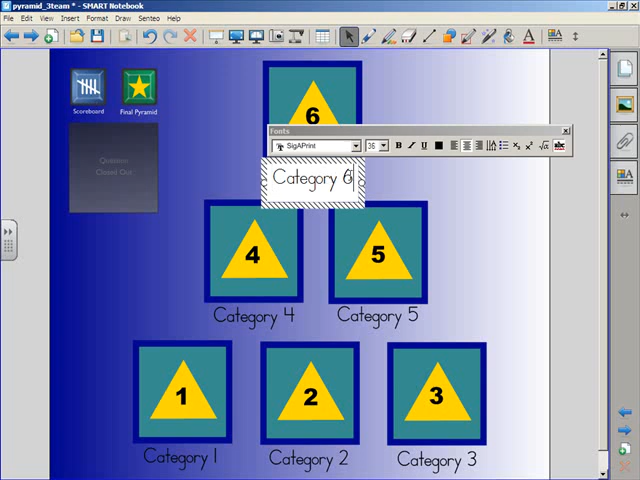 pyramid_3team * - SMART Notebook
File Edit View Insert Format Draw Senteo Help
Scoreboard Final Pyramid
Question
Closed Out
6
Fonts
SigAPrint 36 B I U
Category 6
4 5
Category 4 Category 5
1 2 3
Category 1 Category 2 Category 3